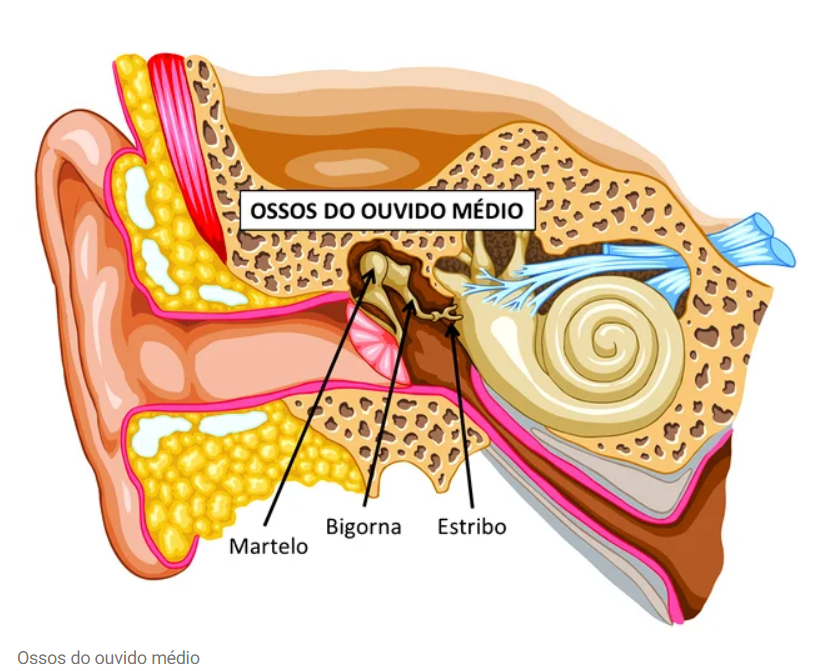 OSSOS DO OUVIDO MÉDIO
Martelo
Bigorna
Estribo
Ossos do ouvido médio